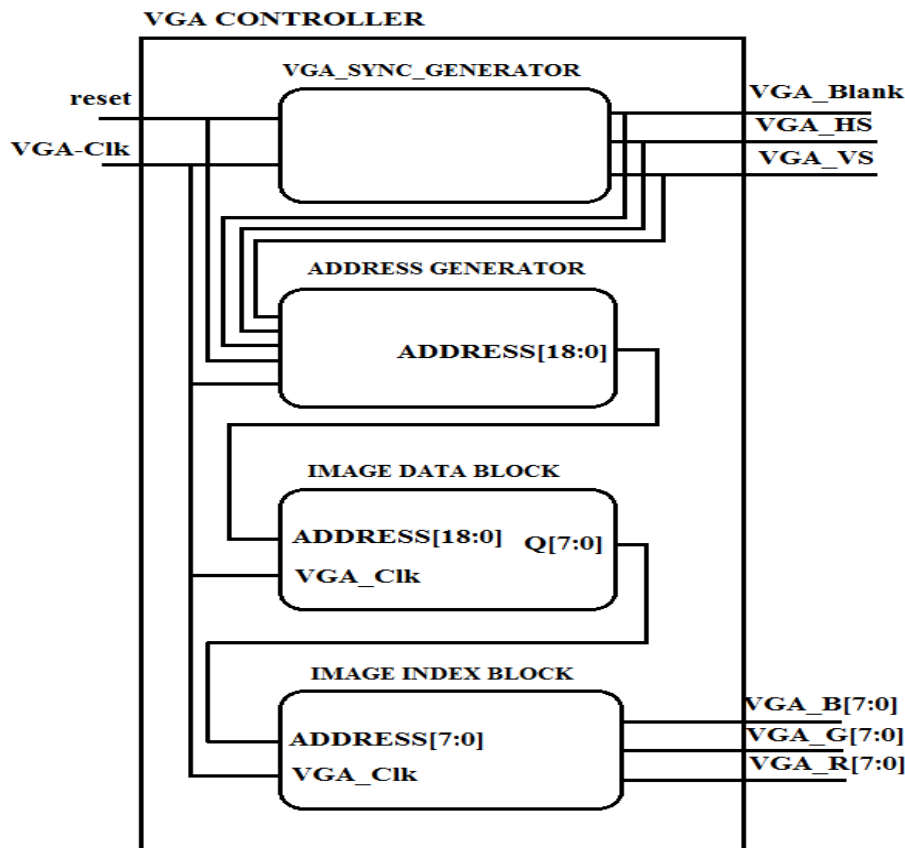 VGA CONTROLLER
VGA_SYNC_GENERATOR
reset
VGA_Blank
VGA_HS
VGA-Clk
VGA_VS
ADDRESS GENERATOR
ADDRESS[18:0]
IMAGE DATA BLOCK
ADDRESS[18:0]
Q[7:0]
VGA_Clk
IMAGE INDEX BLOCK
VGA_B[7:0]
ADDRESS[7:0]
VGA_G[7:0]
VGA_Clk
VGA_R[7:0]